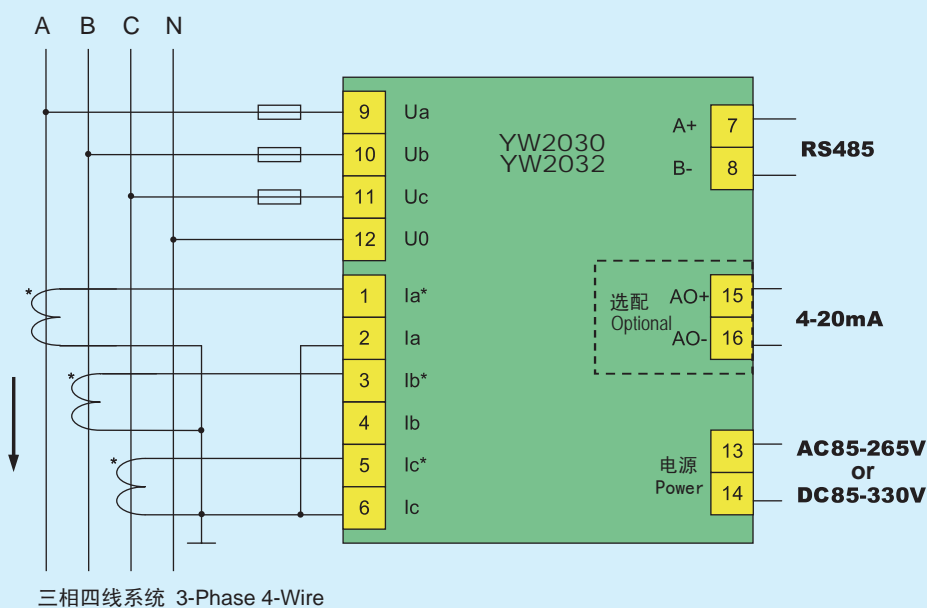 A B C N
9 Ua
10 Ub
11 Uc
12 U0
* 1 Ia*
2 Ia
* 3 Ib*
4 Ib
* 5 Ic*
6 Ic
YW2030
YW2032
A+ 7
B- 8
RS485
选配 AO+ 15
Optional AO- 16
4-20mA
电源 13
Power 14
AC85-265V
or
DC85-330V
三相四线系统 3-Phase 4-Wire